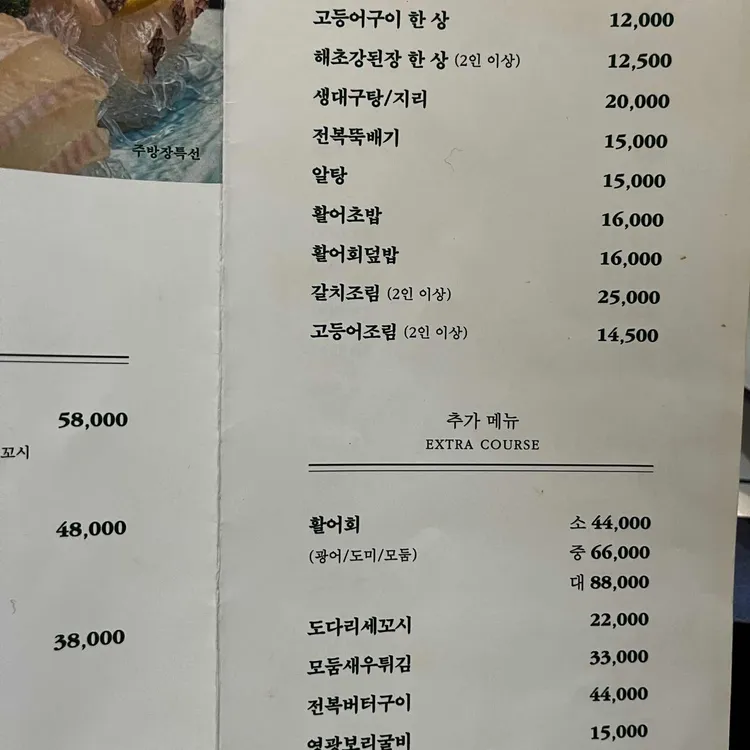 주방장특선
58,000
꼬시
48,000
38,000
고등어구이 한 상 12,000
해초강된장 한 상 (2인 이상) 12,500
생대구탕/지리 20,000
전복뚝배기 15,000
알탕 15,000
활어초밥 16,000
활어회덮밥 16,000
갈치조림 (2인 이상) 25,000
고등어조림 (2인 이상) 14,500
추가 메뉴
EXTRA COURSE
활어회 소 44,000
(광어/도미/모둠) 중 66,000
대 88,000
도다리세꼬시 22,000
모둠새우튀김 33,000
전복버터구이 44,000
영광보리굴비 15,000